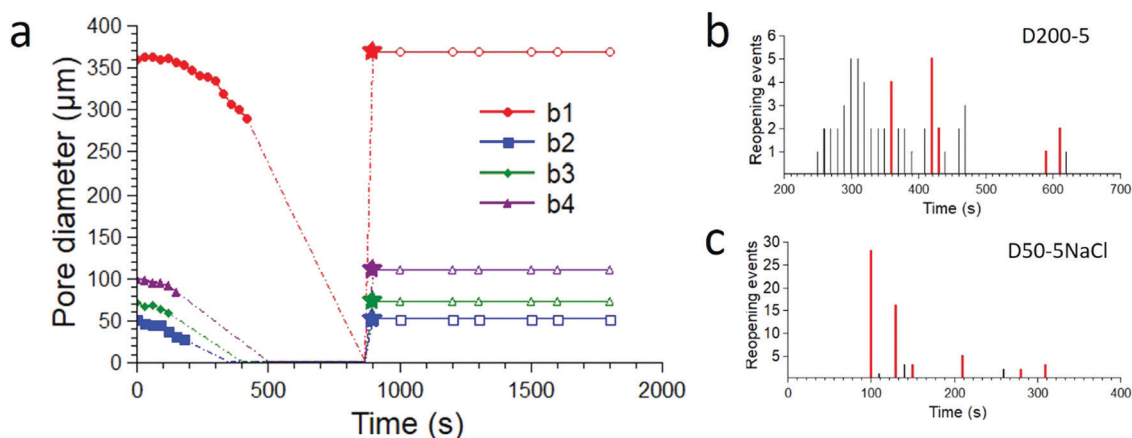 a
400
350
300
250
200
150
100
50
0
Pore diameter (µm)
0 500 1000 1500 2000
Time (s)
b1
b2
b3
b4
b
D200-5
6
5
4
3
2
1
Reopening events
200 300 400 500 600 700
Time (s)
c
D50-5NaCl
30
25
20
15
10
5
Reopening events
0 100 200 300 400
Time (s)